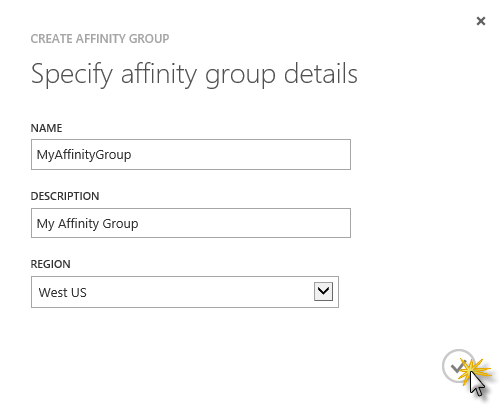 CREATE AFFINITY GROUP
Specify affinity group details
NAME
MyAffinityGroup
DESCRIPTION
My Affinity Group
REGION
West US